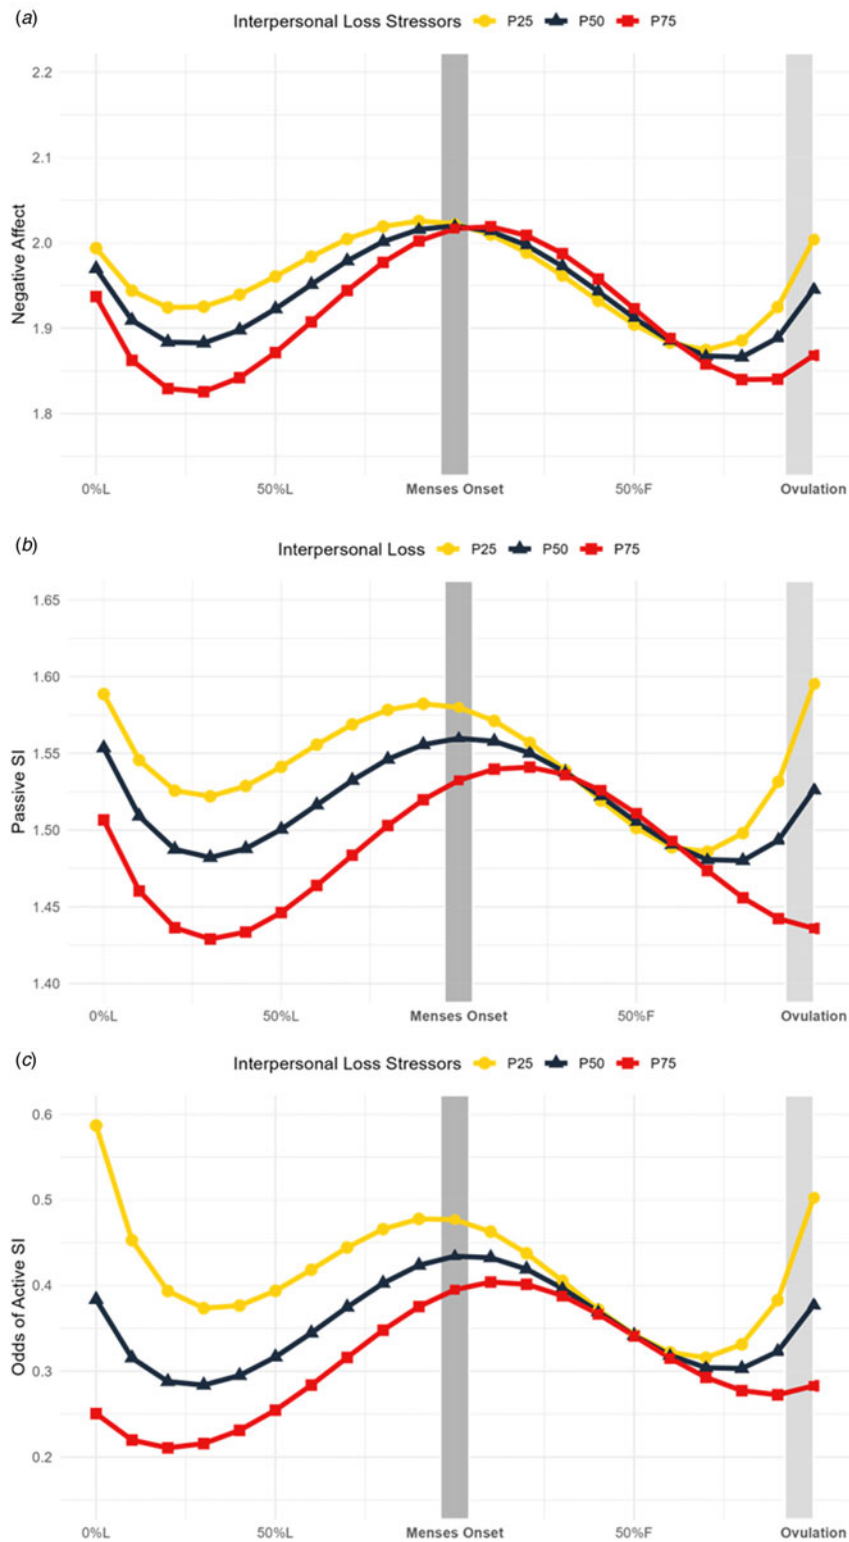 (a)
Interpersonal Loss Stressors P25 P50 P75
2.2
2.1
2.0
1.9
1.8
Negative Affect
0%L 50%L Menses Onset 50%F Ovulation
(b)
Interpersonal Loss P25 P50 P75
1.65
1.60
1.55
1.50
1.45
1.40
Passive SI
0%L 50%L Menses Onset 50%F Ovulation
(c)
Interpersonal Loss Stressors P25 P50 P75
0.6
0.5
0.4
0.3
0.2
Odds of Active SI
0%L 50%L Menses Onset 50%F Ovulation